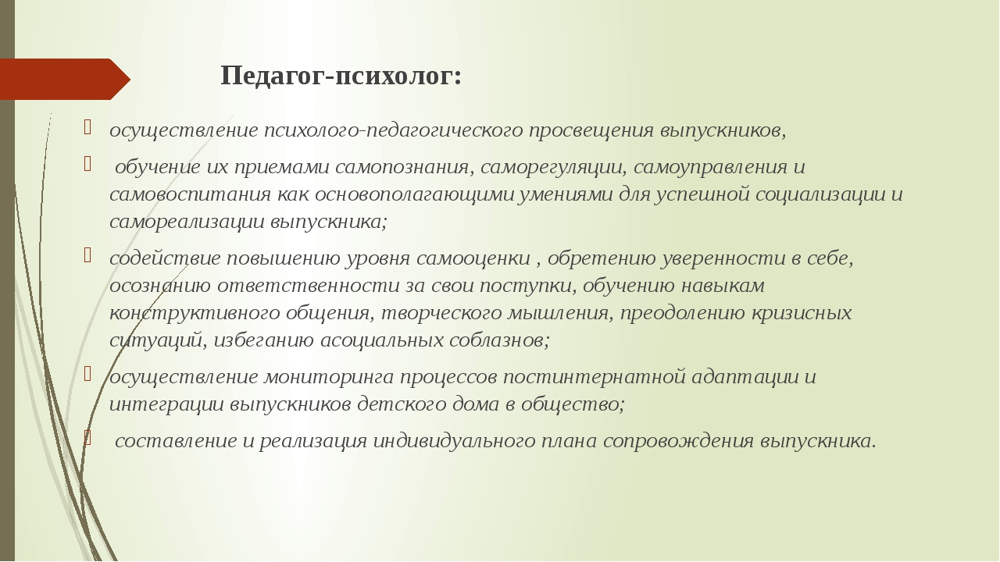 Педагог-психолог:
осуществление психолого-педагогического просвещения выпускников,
обучение их приемами самопознания, саморегуляции, самоуправления и
самовоспитания как основополагающими умениями для успешной социализации и
самореализации выпускника;
содействие повышению уровня самооценки , обретению уверенности в себе,
осознанию ответственности за свои поступки, обучению навыкам
конструктивного общения, творческого мышления, преодолению кризисных
ситуаций, избеганию асоциальных соблазнов;
осуществление мониторинга процессов постинтернатной адаптации и
интеграции выпускников детского дома в общество;
составление и реализация индивидуального плана сопровождения выпускника.